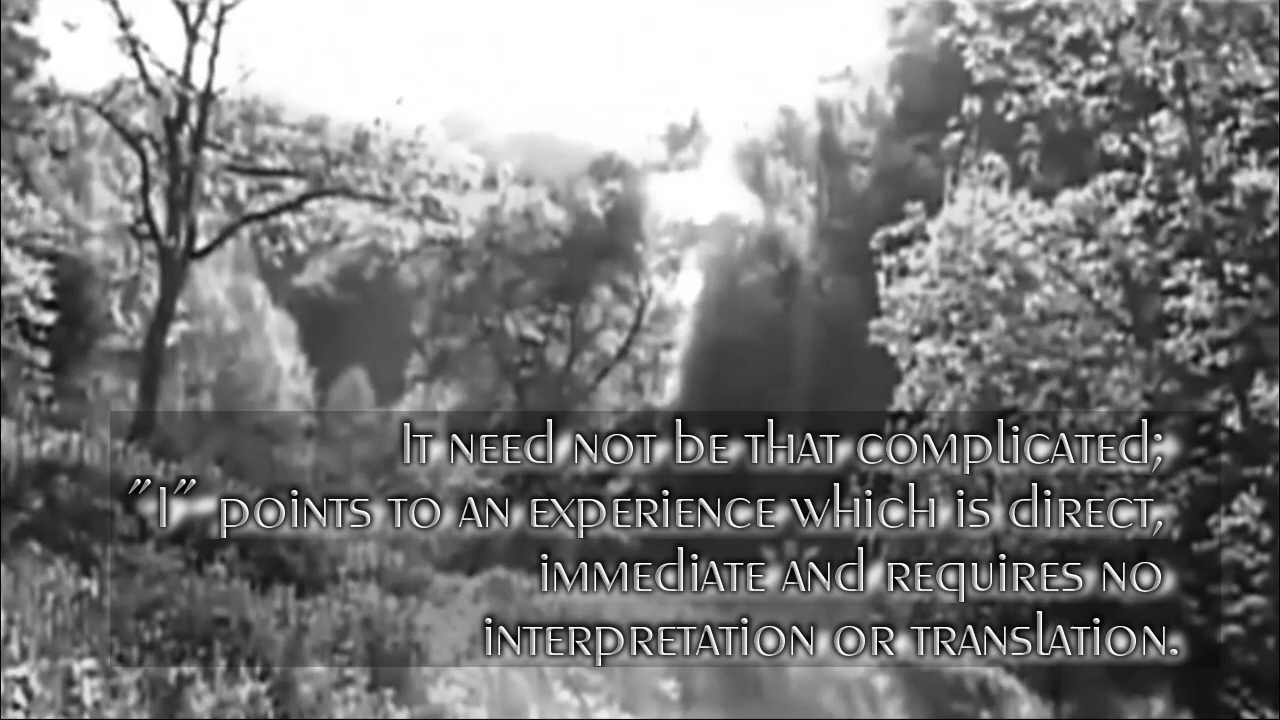 It need not be that complicated;
"I" points to an experience which is direct,
immediate and requires no
interpretation or translation.